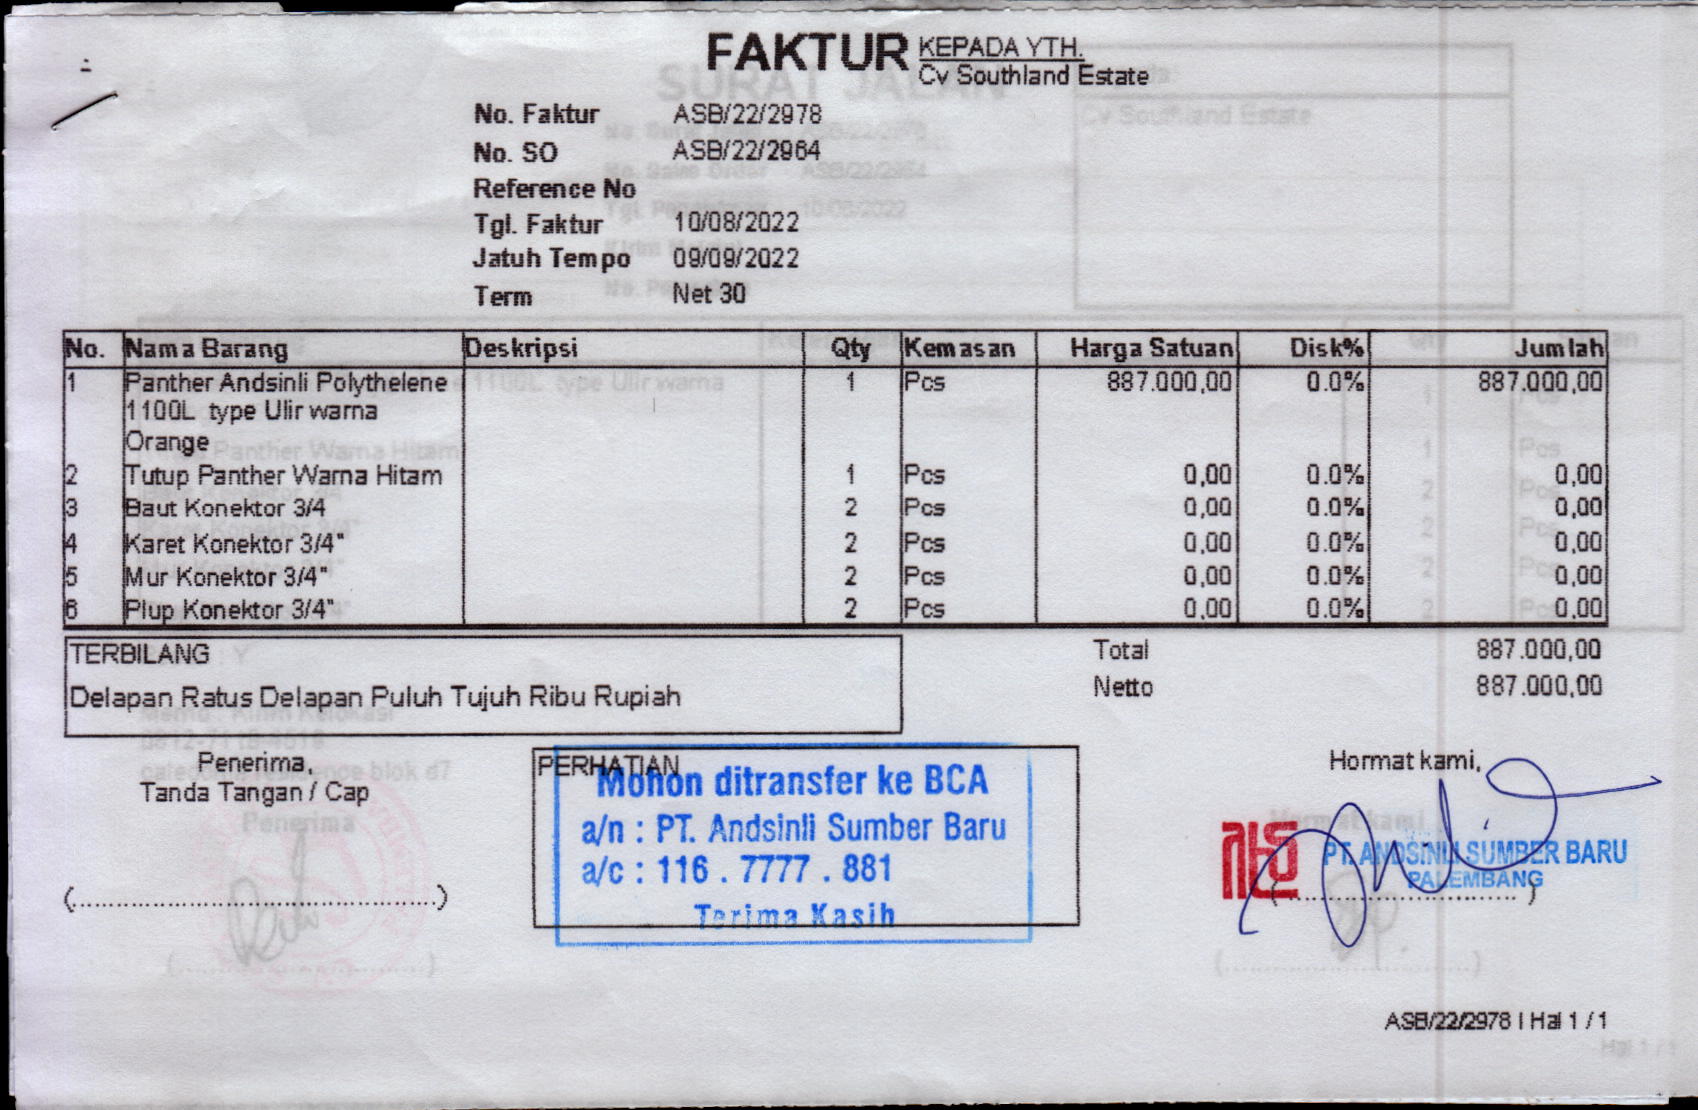 FAKTUR
KEPADA YTH.
Cv Southland Estate
No. Faktur ASB/22/2978
No. SO ASB/22/2964
Reference No
Tgl. Faktur 10/08/2022
Jatuh Tempo 09/09/2022
Term Net 30
No. Nama Barang Deskripsi Qty Kemasan Harga Satuan Disk% Jumlah
1 Panther Andsinli Polythelene 1 Pcs 887.000,00 0.0% 887.000,00
1100L type Ulir warna
Orange
2 Tutup Panther Warna Hitam 1 Pcs 0,00 0.0% 0,00
3 Baut Konektor 3/4 2 Pcs 0,00 0.0% 0,00
4 Karet Konektor 3/4" 2 Pcs 0,00 0.0% 0,00
5 Mur Konektor 3/4" 2 Pcs 0,00 0.0% 0,00
6 Plup Konektor 3/4" 2 Pcs 0,00 0.0% 0,00
TERBILANG
Delapan Ratus Delapan Puluh Tujuh Ribu Rupiah
Total 887.000,00
Netto 887.000,00
Penerima,
Tanda Tangan / Cap
(..........................................)
PERHATIAN
Mohon ditransfer ke BCA
a/n : PT. Andsinli Sumber Baru
a/c : 116 . 7777 . 881
Terima Kasih
Hormat kami,
PT. ANDSINLI SUMBER BARU
PALEMBANG
(............................)
ASB/22/2978 | Hal 1 / 1